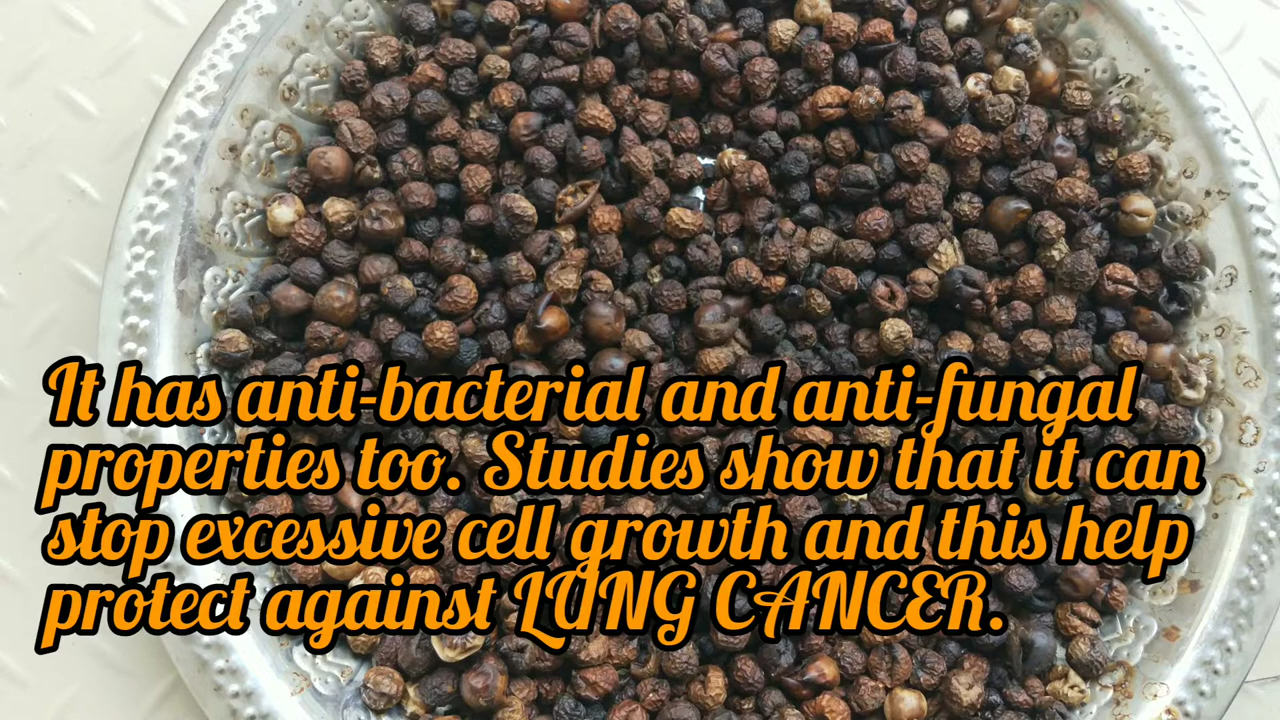 It has anti-bacterial and anti-fungal
properties too. Studies show that it can
stop excessive cell growth and this help
protect against LUNG CANCER.